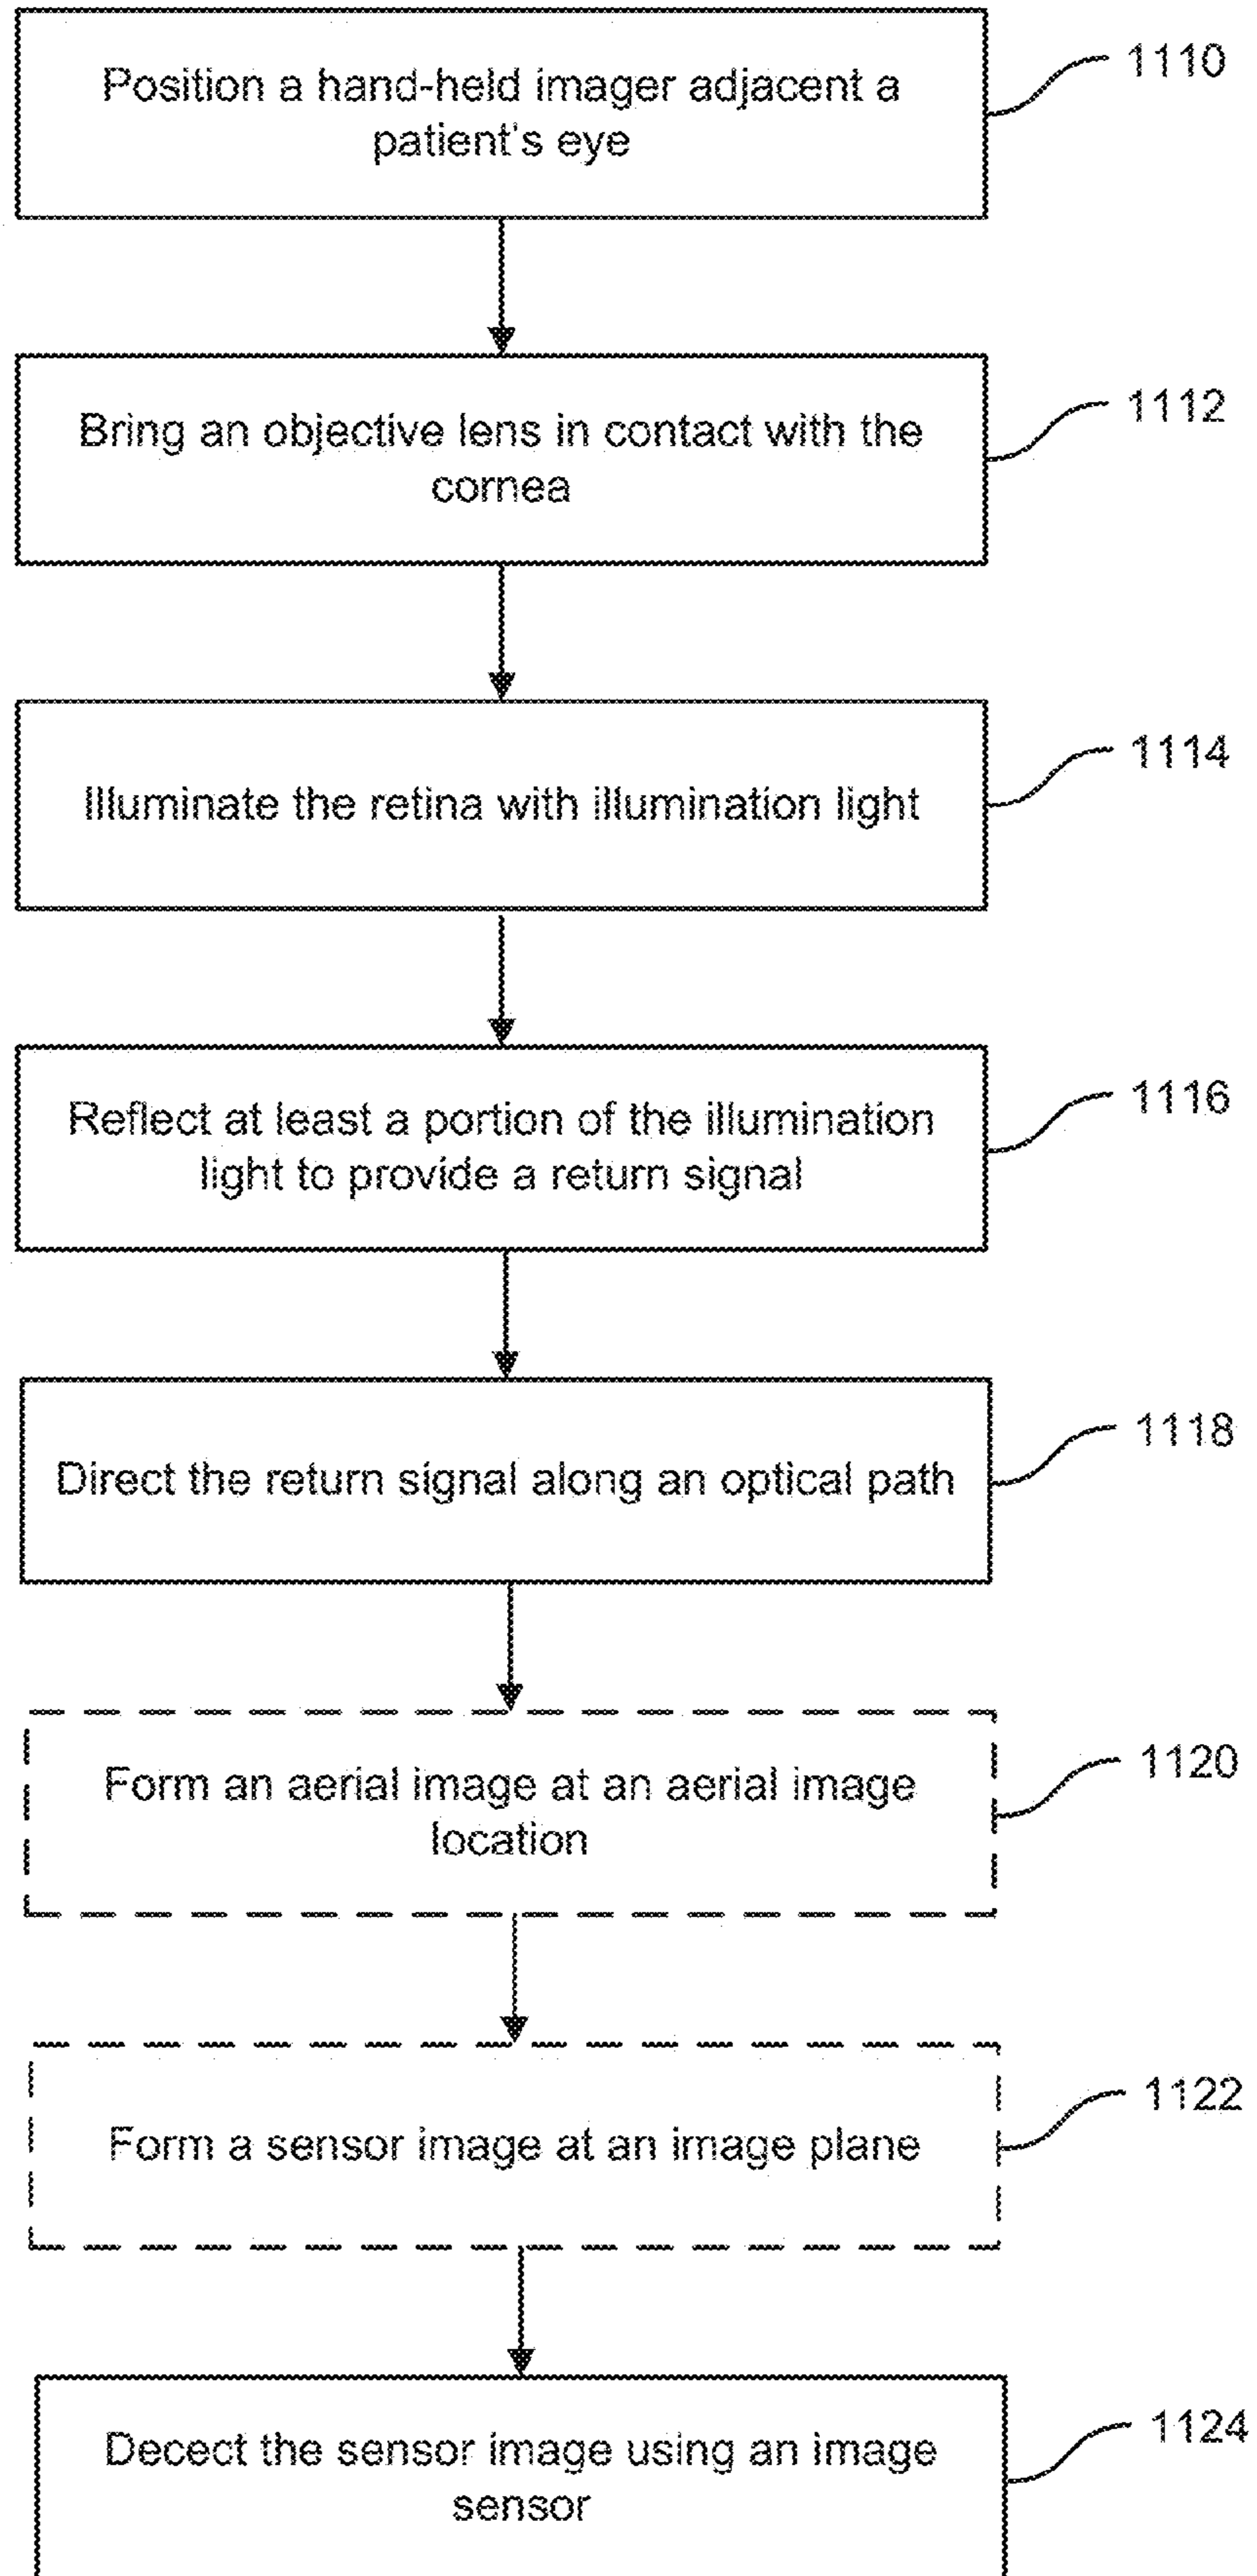 Position a hand-held imager adjacent a
patient's eye
1110
Bring an objective lens in contact with the
cornea
1112
Illuminate the retina with illumination light
1114
Reflect at least a portion of the illumination
light to provide a return signal
1116
Direct the return signal along an optical path
1118
Form an aerial image at an aerial image
location
1120
Form a sensor image at an image plane
1122
Decect the sensor image using an image
sensor
1124